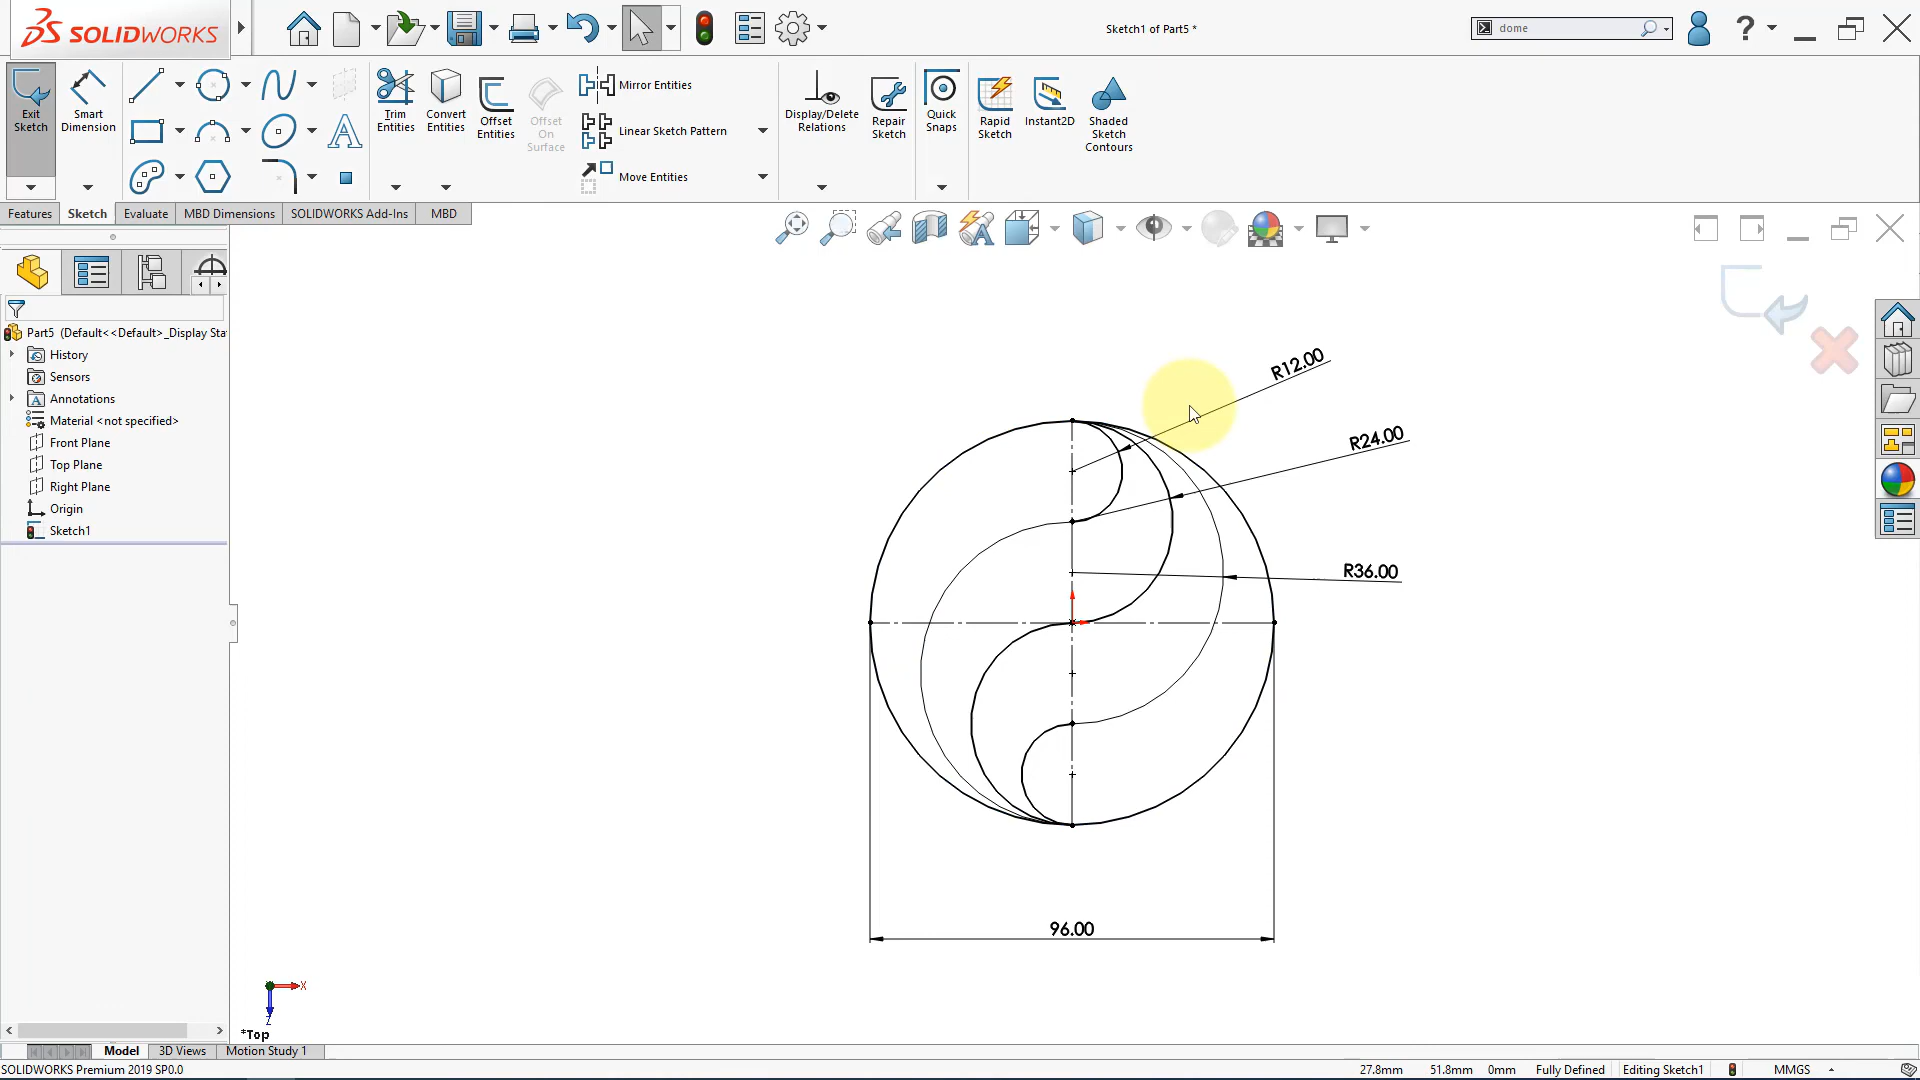 SOLIDWORKS
Sketch1 of Part5 *
dome
Exit
Sketch
Smart
Dimension
Trim
Entities
Convert
Entities
Offset
Entities
Offset
On
Surface
Mirror Entities
Linear Sketch Pattern
Move Entities
Display/Delete
Relations
Repair
Sketch
Quick
Snaps
Rapid
Sketch
Instant2D
Shaded
Sketch
Contours
Features
Sketch
Evaluate
MBD Dimensions
SOLIDWORKS Add-Ins
MBD
Part5 (Default<<Default>_Display Sta
History
Sensors
Annotations
Material <not specified>
Front Plane
Top Plane
Right Plane
Origin
Sketch1
R12.00
R24.00
R36.00
96.00
X
Z
*Top
Model
3D Views
Motion Study 1
SOLIDWORKS Premium 2019 SP0.0
27.8mm
51.8mm
0mm
Fully Defined
Editing Sketch1
MMGS